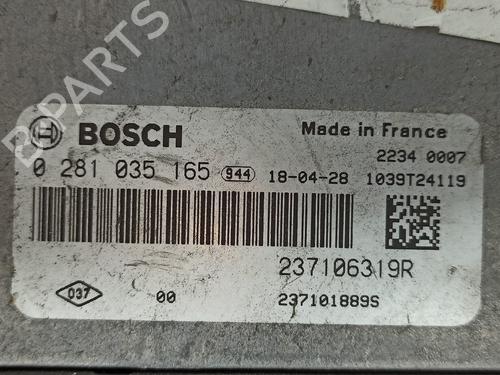 B-PARTS
BOSCH
Made in France
2234 0007
0 281 035 165 944 18-04-28 1039T24119
237106319R
037 00 237101889S